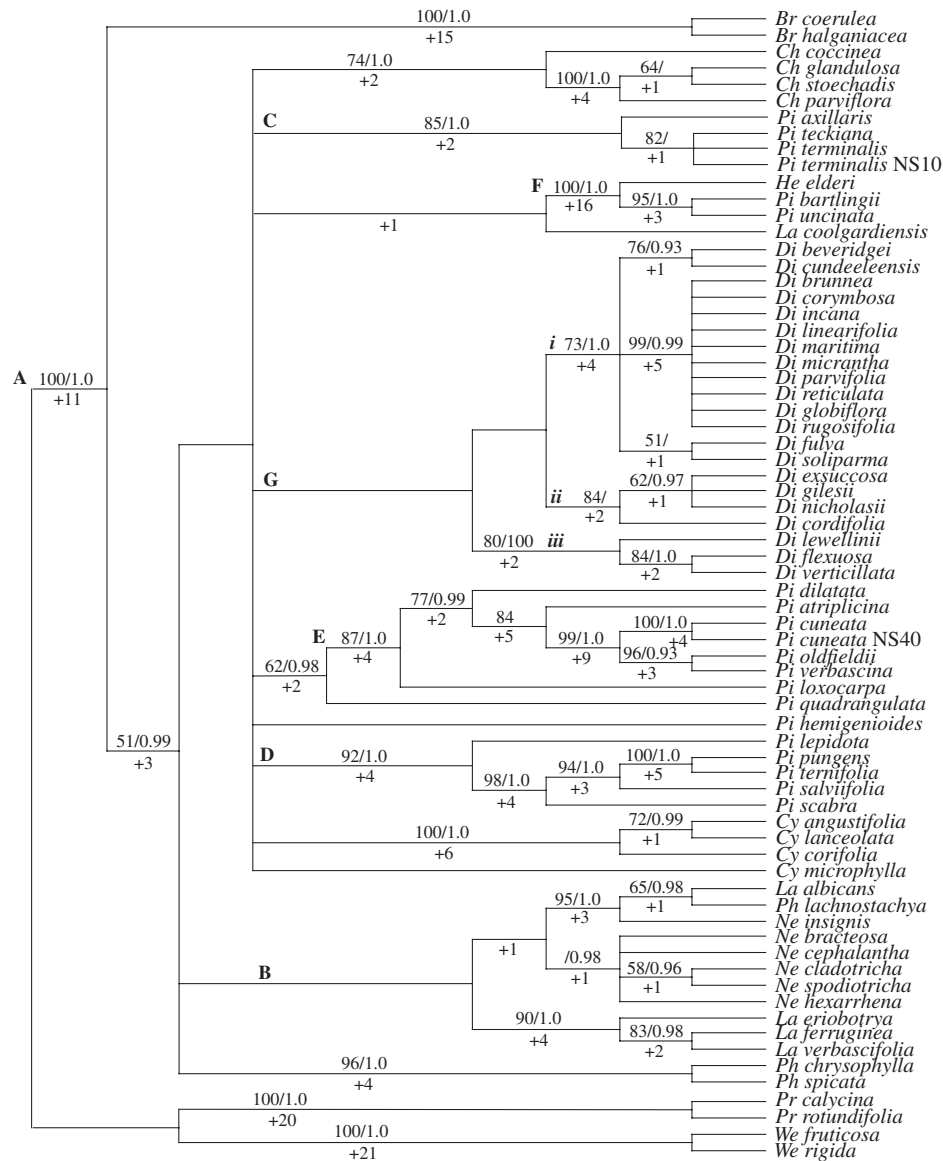 100/1.0
+15
Br coerulea
Br halganiacea
74/1.0
+2
Ch coccinea
100/1.0
+4
64/
+1
Ch glandulosa
Ch stoechadis
Ch parviflora
C
85/1.0
+2
Pi axillaris
82/
+1
Pi teckiana
Pi terminalis
Pi terminalis NS10
+1
F
100/1.0
+16
He elderi
95/1.0
+3
Pi bartlingii
Pi uncinata
La coolgardiensis
76/0.93
+1
Di beveridgei
Di cundeeleensis
i
73/1.0
+4
99/0.99
+5
Di brunnea
Di corymbosa
Di incana
Di linearifolia
Di maritima
Di micrantha
Di parvifolia
Di reticulata
Di globiflora
Di rugosifolia
A
100/1.0
+11
51/
+1
Di fulva
Di soliparma
G
ii
84/
+2
62/0.97
+1
Di exsuccosa
Di gilesii
Di nicholasii
Di cordifolia
80/100
+2
iii
Di lewellinii
84/1.0
+2
Di flexuosa
Di verticillata
77/0.99
+2
Pi dilatata
84
+5
Pi atriplicina
E
87/1.0
+4
99/1.0
+9
100/1.0
+4
Pi cuneata
Pi cuneata NS40
96/0.93
+3
Pi oldfieldii
Pi verbascina
62/0.98
+2
Pi loxocarpa
Pi quadrangulata
51/0.99
+3
Pi hemigenioides
D
92/1.0
+4
Pi lepidota
98/1.0
+4
94/1.0
+3
100/1.0
+5
Pi pungens
Pi ternifolia
Pi salviifolia
Pi scabra
100/1.0
+6
72/0.99
+1
Cy angustifolia
Cy lanceolata
Cy corifolia
Cy microphylla
B
+1
95/1.0
+3
65/0.98
+1
La albicans
Ph lachnostachya
Ne insignis
/0.98
+1
Ne bracteosa
Ne cephalantha
58/0.96
+1
Ne cladotricha
Ne spodiotricha
Ne hexarrhena
90/1.0
+4
La eriobotrya
83/0.98
+2
La ferruginea
La verbascifolia
96/1.0
+4
Ph chrysophylla
Ph spicata
100/1.0
+20
Pr calycina
Pr rotundifolia
100/1.0
+21
We fruticosa
We rigida